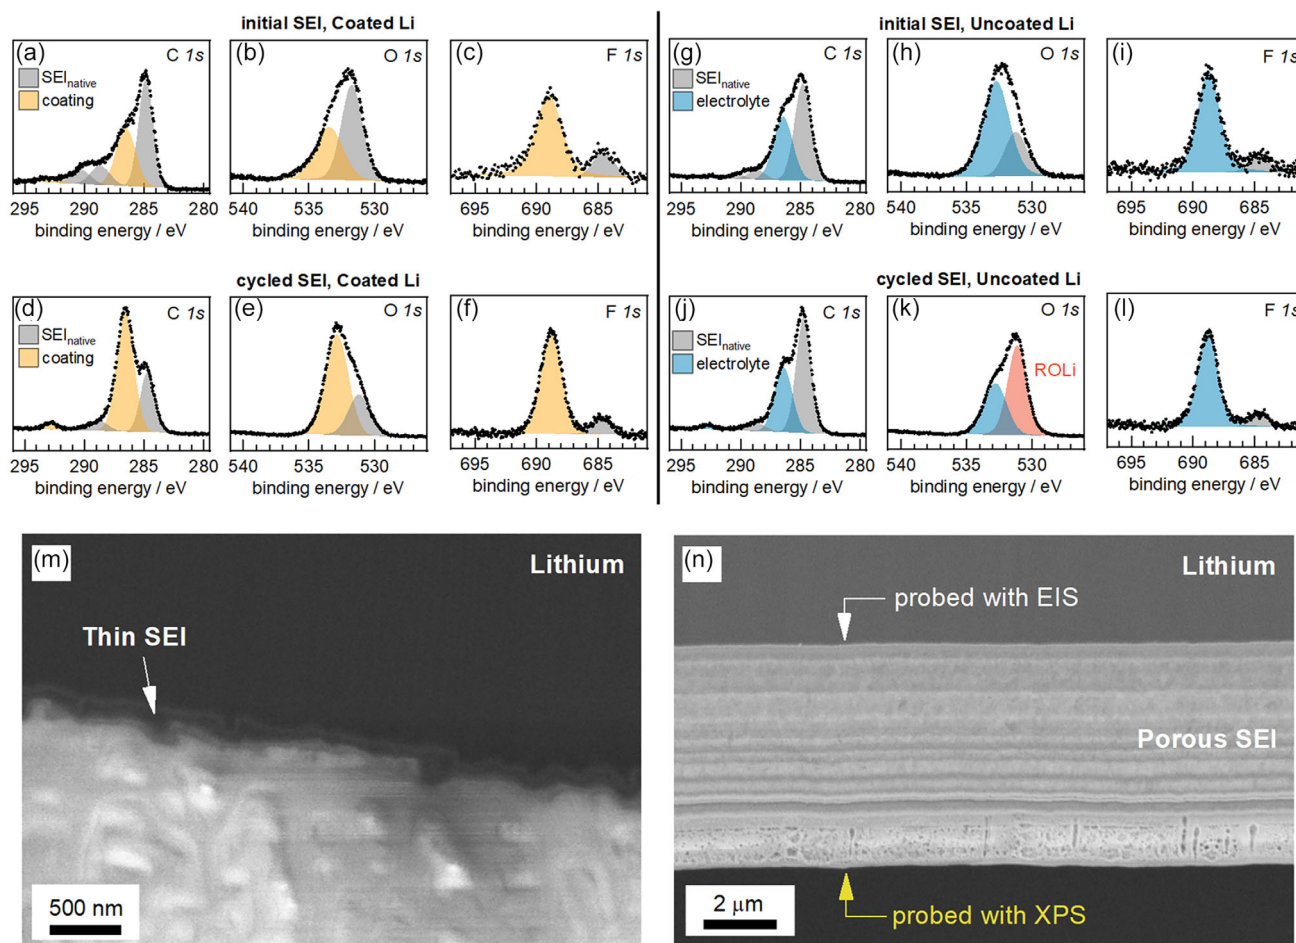 initial SEI, Coated Li
(a) C 1s
SEInative
coating
295 290 285 280
binding energy / eV
(b) O 1s
540 530
binding energy / eV
(c) F 1s
695 690 685
binding energy / eV
initial SEI, Uncoated Li
(g) C 1s
SEInative
electrolyte
295 290 285 280
binding energy / eV
(h) O 1s
540 530
binding energy / eV
(i) F 1s
695 690 685
binding energy / eV
cycled SEI, Coated Li
(d) C 1s
SEInative
coating
295 290 285 280
binding energy / eV
(e) O 1s
540 530
binding energy / eV
(f) F 1s
695 690 685
binding energy / eV
cycled SEI, Uncoated Li
(j) C 1s
SEInative
electrolyte
295 290 285 280
binding energy / eV
(k) O 1s
ROLi
540 530
binding energy / eV
(l) F 1s
695 690 685
binding energy / eV
(m) Lithium
Thin SEI
500 nm
(n) Lithium
probed with EIS
Porous SEI
2 μm
probed with XPS